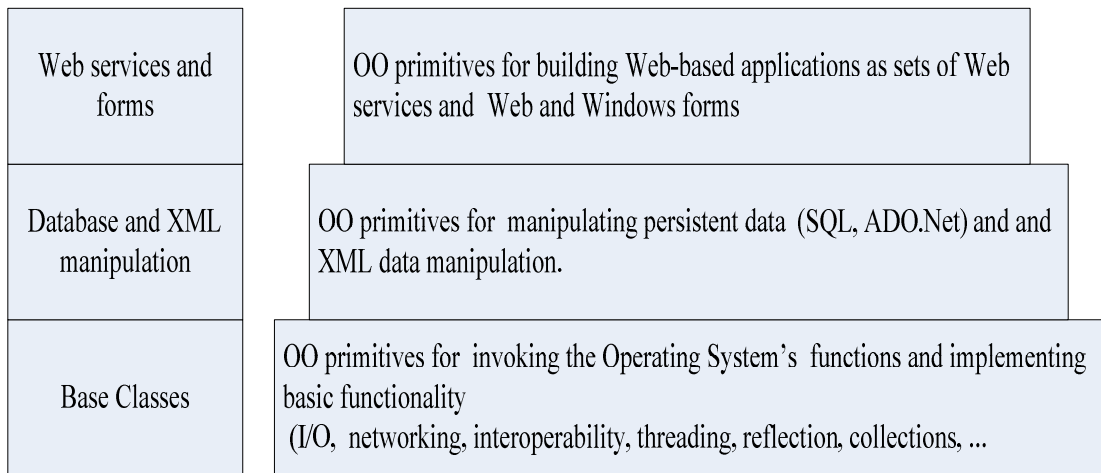 Web services and
forms
OO primitives for building Web-based applications as sets of Web
services and Web and Windows forms
Database and XML
manipulation
OO primitives for manipulating persistent data (SQL, ADO.Net) and and
XML data manipulation.
Base Classes
OO primitives for invoking the Operating System's functions and implementing
basic functionality
(I/O, networking, interoperability, threading, reflection, collections, ...